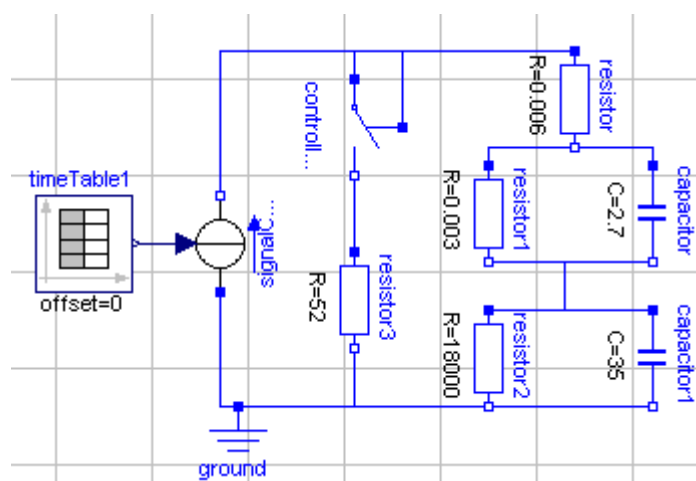 timeTable1
offset=0
signalC...
ground
controll...
resistor3
R=52
resistor
R=0.006
resistor1
R=0.003
capacitor
C=2.7
resistor2
R=18000
capacitor1
C=35